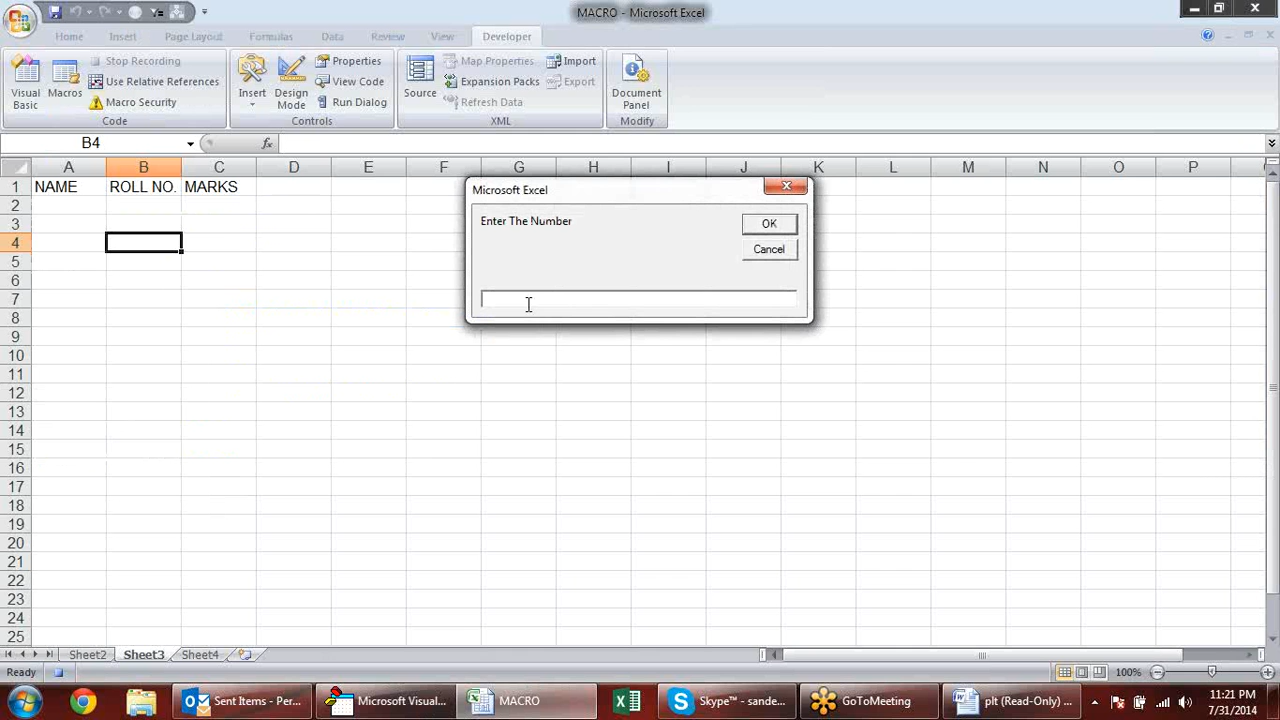 MACRO - Microsoft Excel
Home Insert Page Layout Formulas Data Review View Developer
Visual Basic
Macros
Stop Recording
Use Relative References
Macro Security
Code
Insert
Design Mode
Properties
View Code
Run Dialog
Controls
Source
Map Properties
Expansion Packs
Refresh Data
Import
Export
XML
Document Panel
Modify
B4 fx
A B C D E F G H I J K L M N O P
1 NAME ROLL NO. MARKS
2
3
4
5
6
7
8
9
10
11
12
13
14
15
16
17
18
19
20
21
22
23
24
25
Microsoft Excel
Enter The Number
OK
Cancel
Sheet2 Sheet3 Sheet4
Ready 100%
Sent Items - Per... Microsoft Visual... MACRO Skype™ - sande... GoToMeeting plt (Read-Only) ... 11:21 PM
7/31/2014